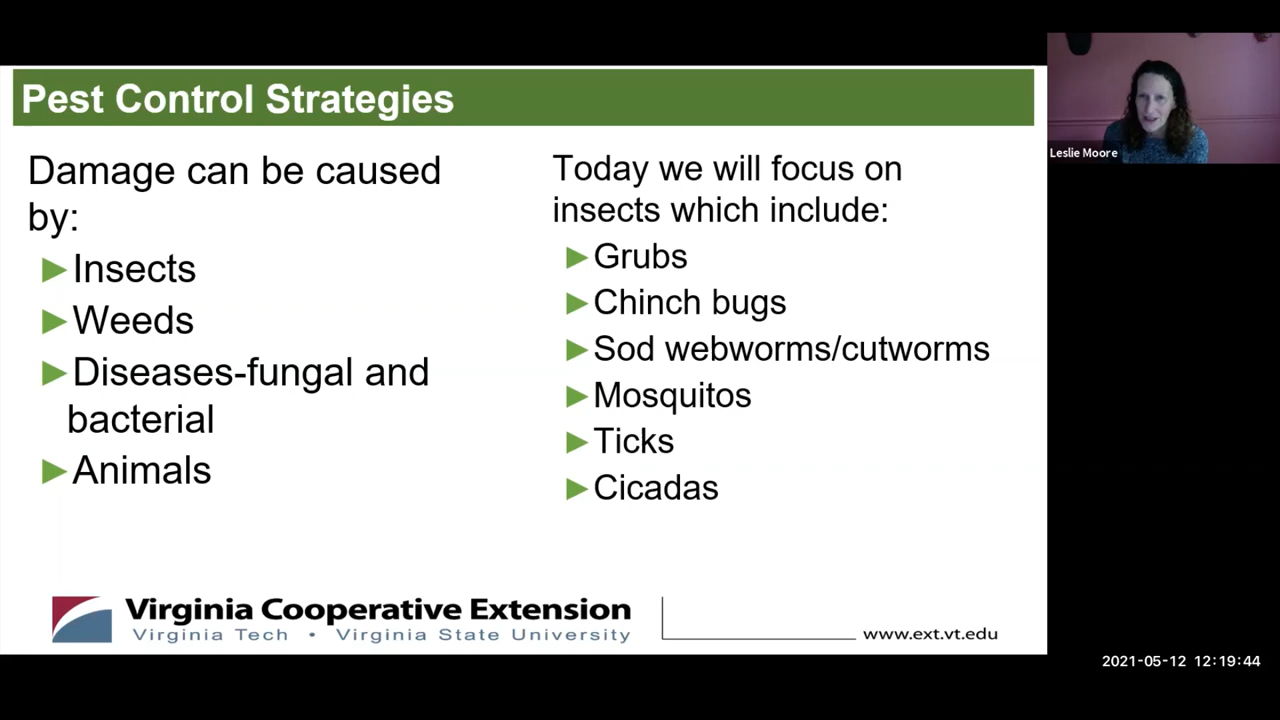 Pest Control Strategies
Damage can be caused
by:
►Insects
►Weeds
►Diseases-fungal and
bacterial
►Animals
Today we will focus on
insects which include:
►Grubs
►Chinch bugs
►Sod webworms/cutworms
►Mosquitos
►Ticks
►Cicadas
Leslie Moore
Virginia Cooperative Extension
Virginia Tech • Virginia State University
www.ext.vt.edu
2021-05-12 12:19:44